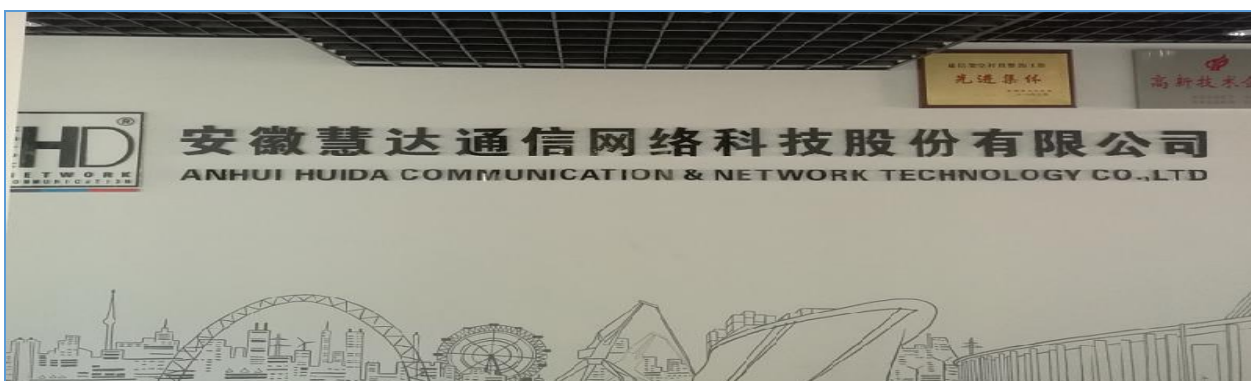 先进集体
高新技术
HD®
NETWORK
COMMUNICATION
安徽慧达通信网络科技股份有限公司
ANHUI HUIDA COMMUNICATION & NETWORK TECHNOLOGY CO.,LTD